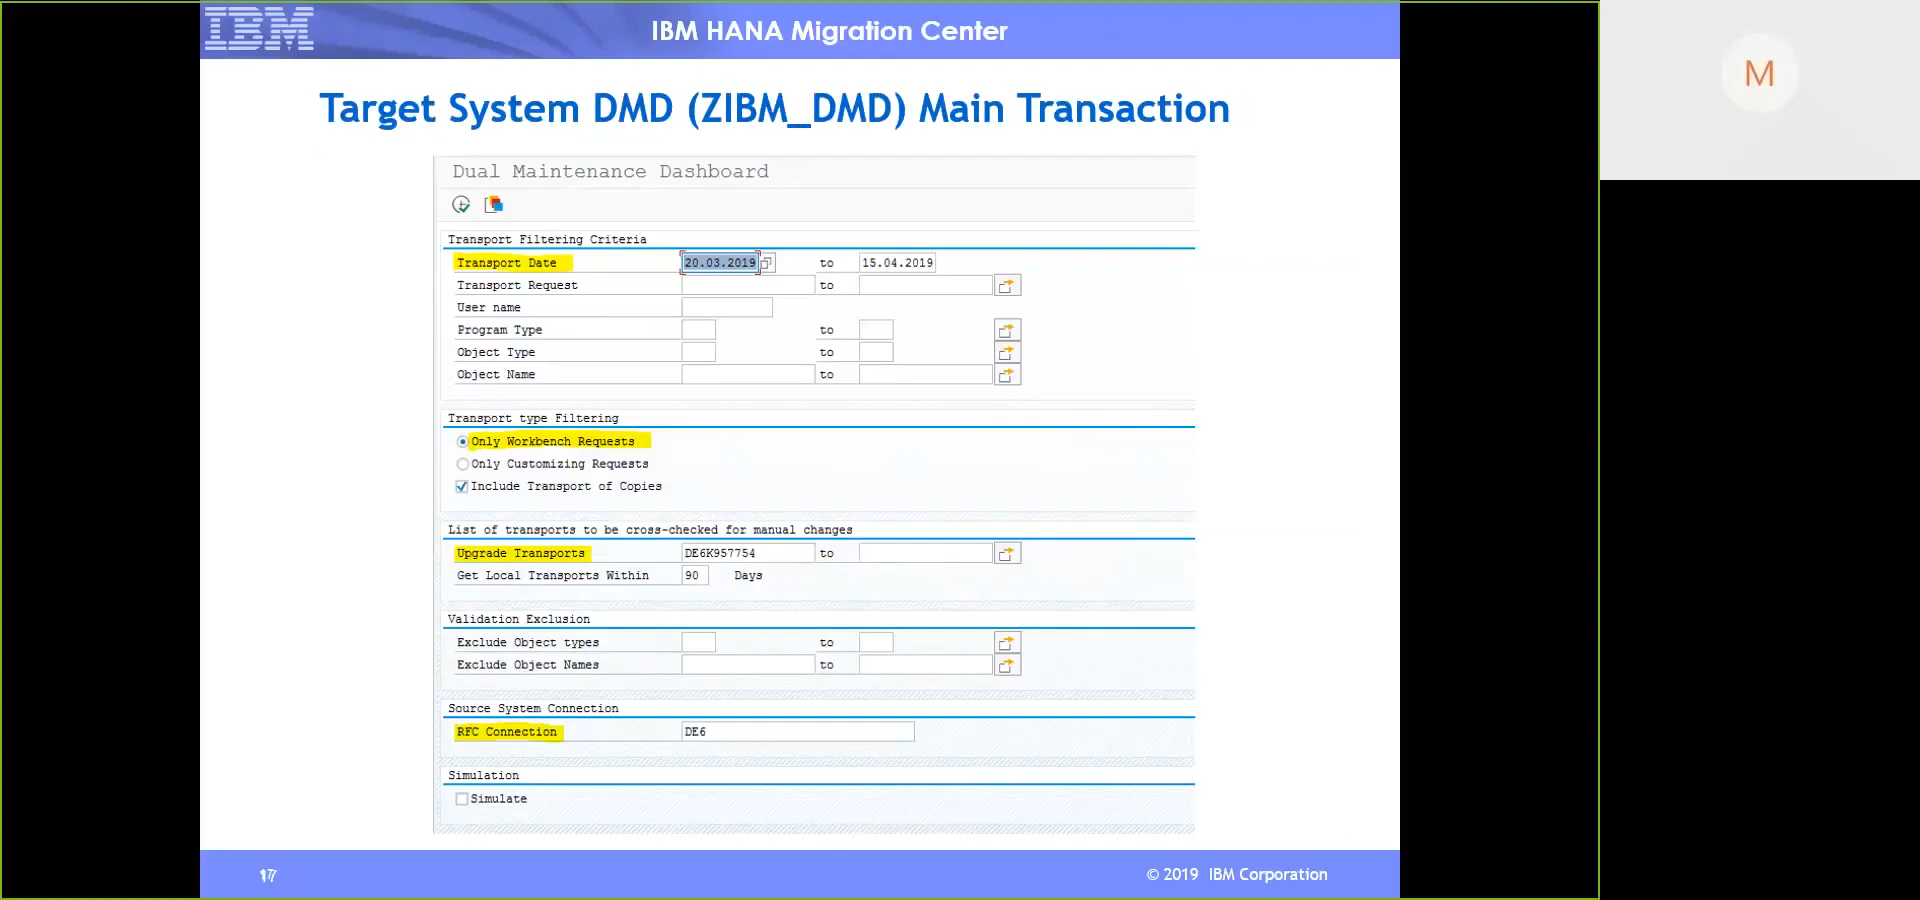 IBM
IBM HANA Migration Center
M
Target System DMD (ZIBM_DMD) Main Transaction
Dual Maintenance Dashboard
Transport Filtering Criteria
Transport Date 20.03.2019 to 15.04.2019
Transport Request to
User name
Program Type to
Object Type to
Object Name to
Transport type Filtering
Only Workbench Requests
Only Customizing Requests
Include Transport of Copies
List of transports to be cross-checked for manual changes
Upgrade Transports DE6K957754 to
Get Local Transports Within 90 Days
Validation Exclusion
Exclude Object types to
Exclude Object Names to
Source System Connection
RFC Connection DE6
Simulation
Simulate
17 © 2019 IBM Corporation